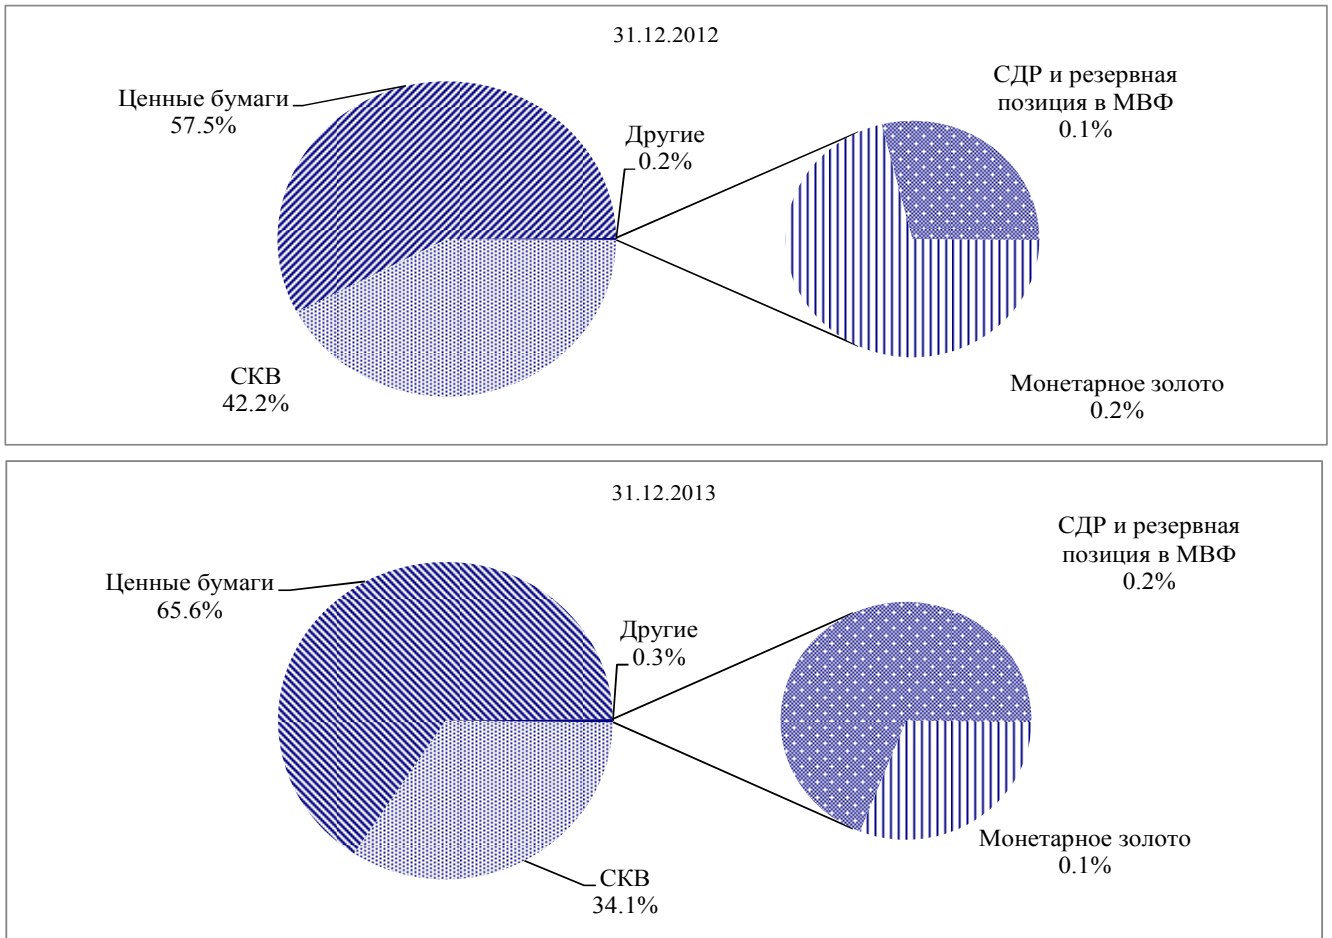 31.12.2012
Ценные бумаги
57.5%
Другие
0.2%
СДР и резервная
позиция в МВФ
0.1%
СКВ
42.2%
Монетарное золото
0.2%
31.12.2013
Ценные бумаги
65.6%
Другие
0.3%
СДР и резервная
позиция в МВФ
0.2%
Монетарное золото
0.1%
СКВ
34.1%